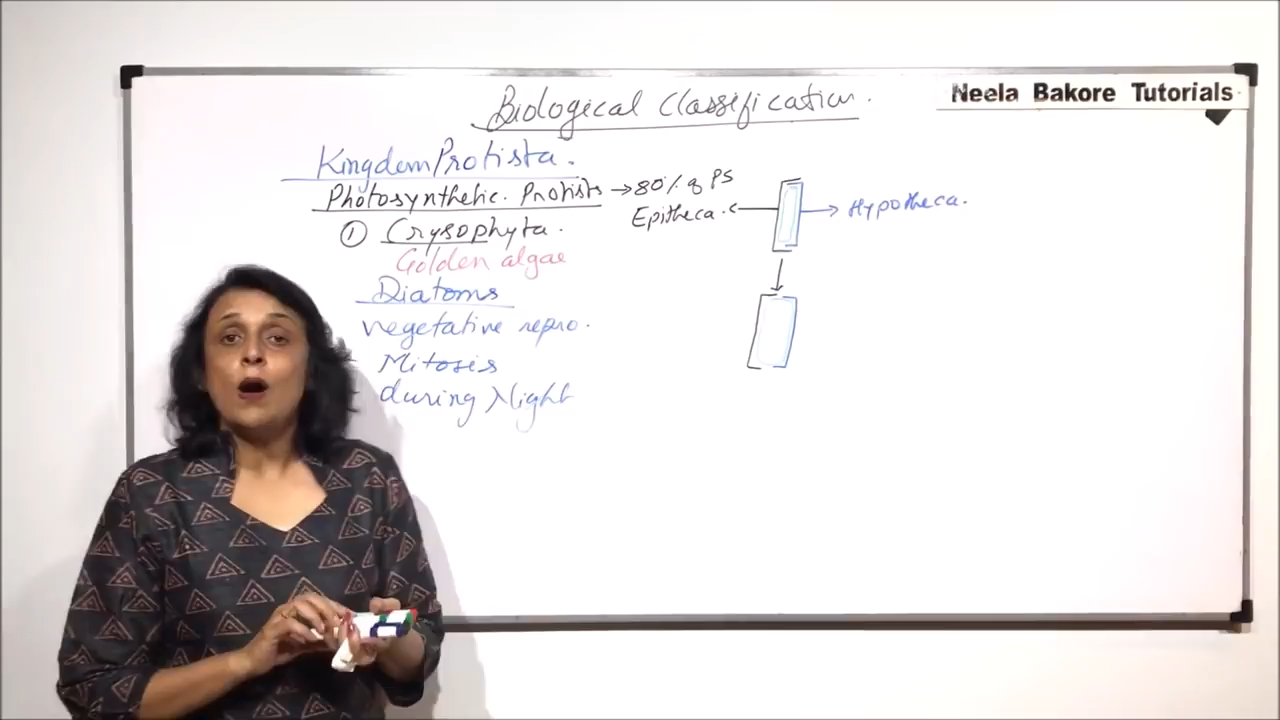 Biological Classification.
Neela Bakore Tutorials
Kingdom Protista.
Photosynthetic. Protists → 80% of PS
Epitheca.
Hypotheca.
① Crysophyta.
Golden algae
Diatoms
Vegetative repro.
Mitosis
during Night